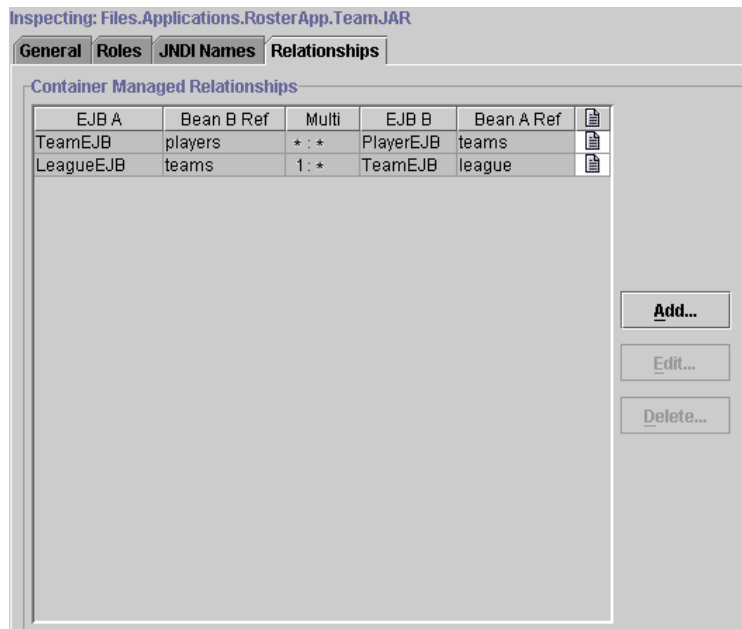 Inspecting: Files.Applications.RosterApp.TeamJAR
General Roles JNDI Names Relationships
Container Managed Relationships
EJB A Bean B Ref Multi EJB B Bean A Ref
TeamEJB players * : * PlayerEJB teams
LeagueEJB teams 1 : * TeamEJB league
Add...
Edit...
Delete...